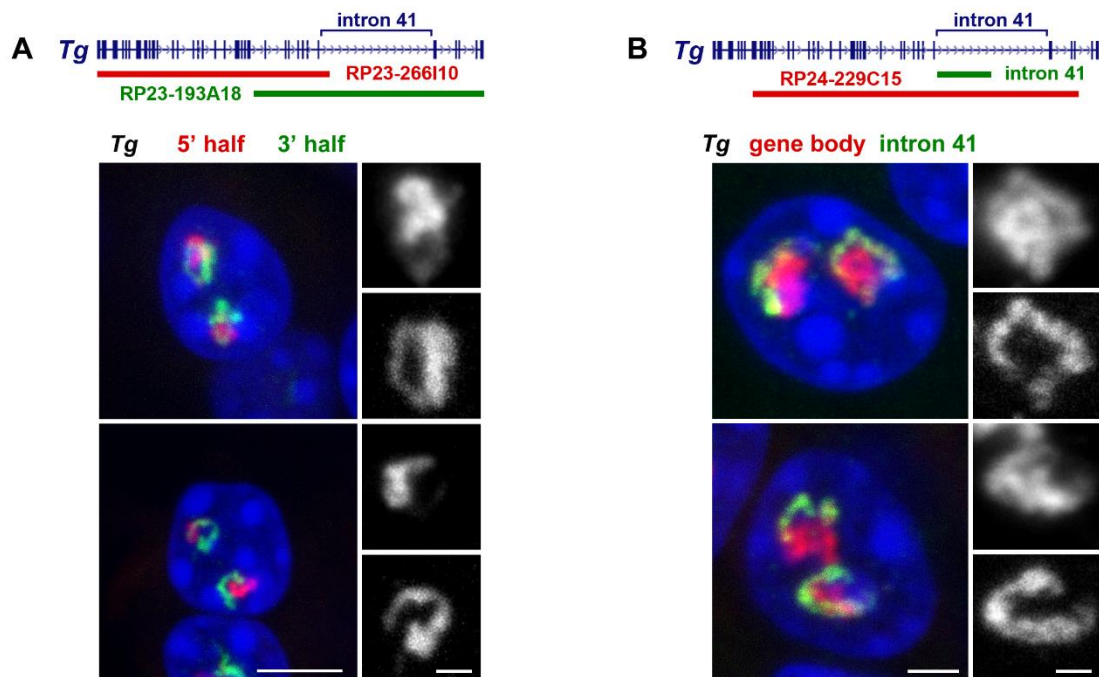 A
intron 41
Tg
RP23-266I10
RP23-193A18
Tg 5’ half 3’ half
B
intron 41
Tg
RP24-229C15 intron 41
Tg gene body intron 41